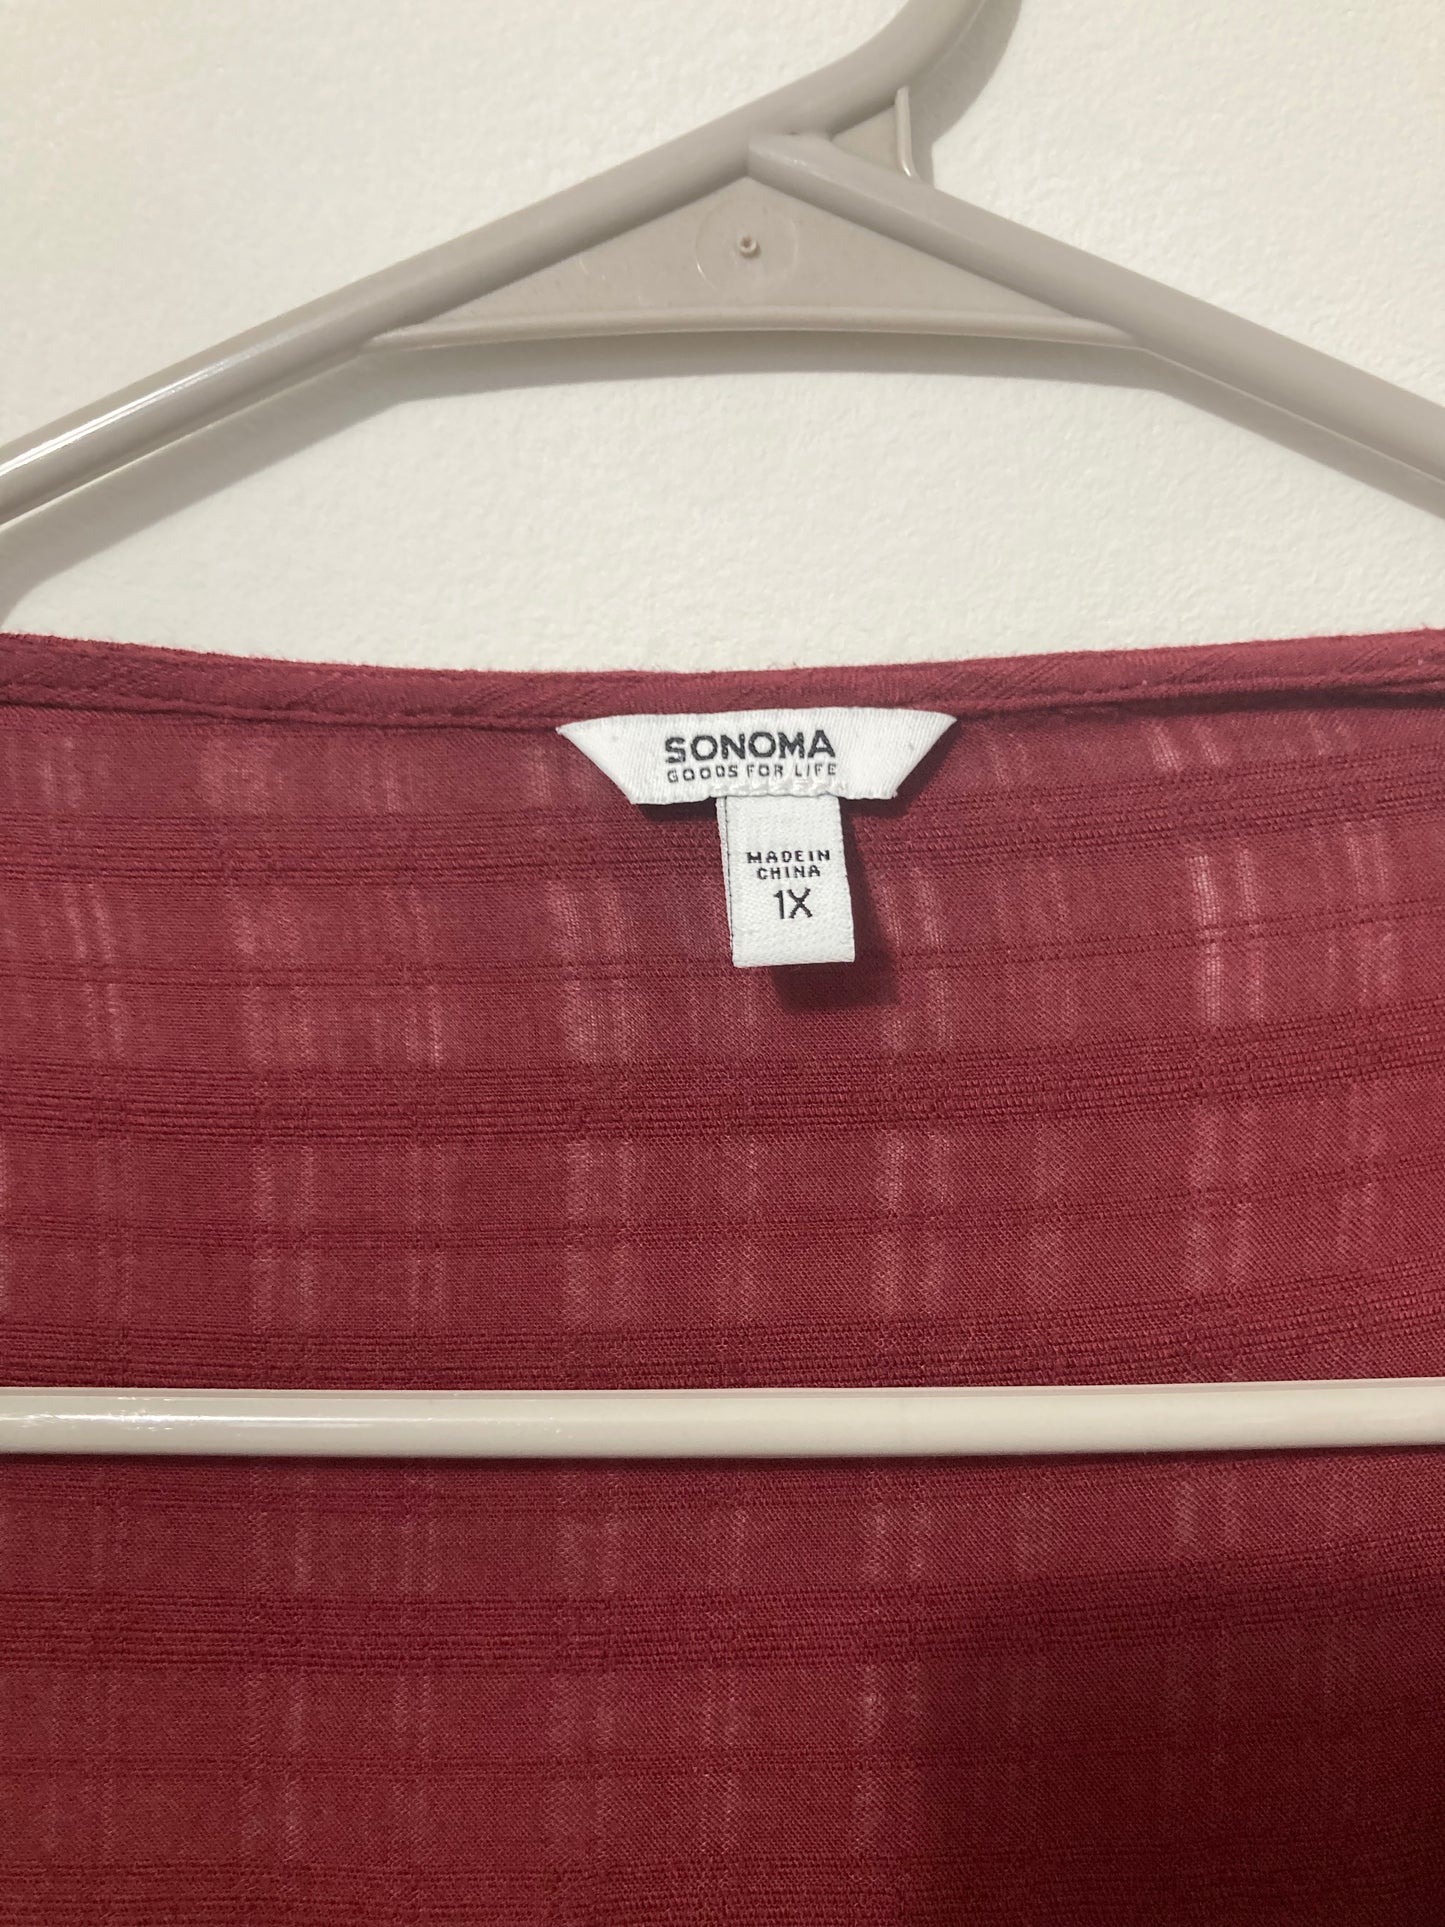 SONOMA
GOODS FOR LIFE
MADE IN
CHINA
1X